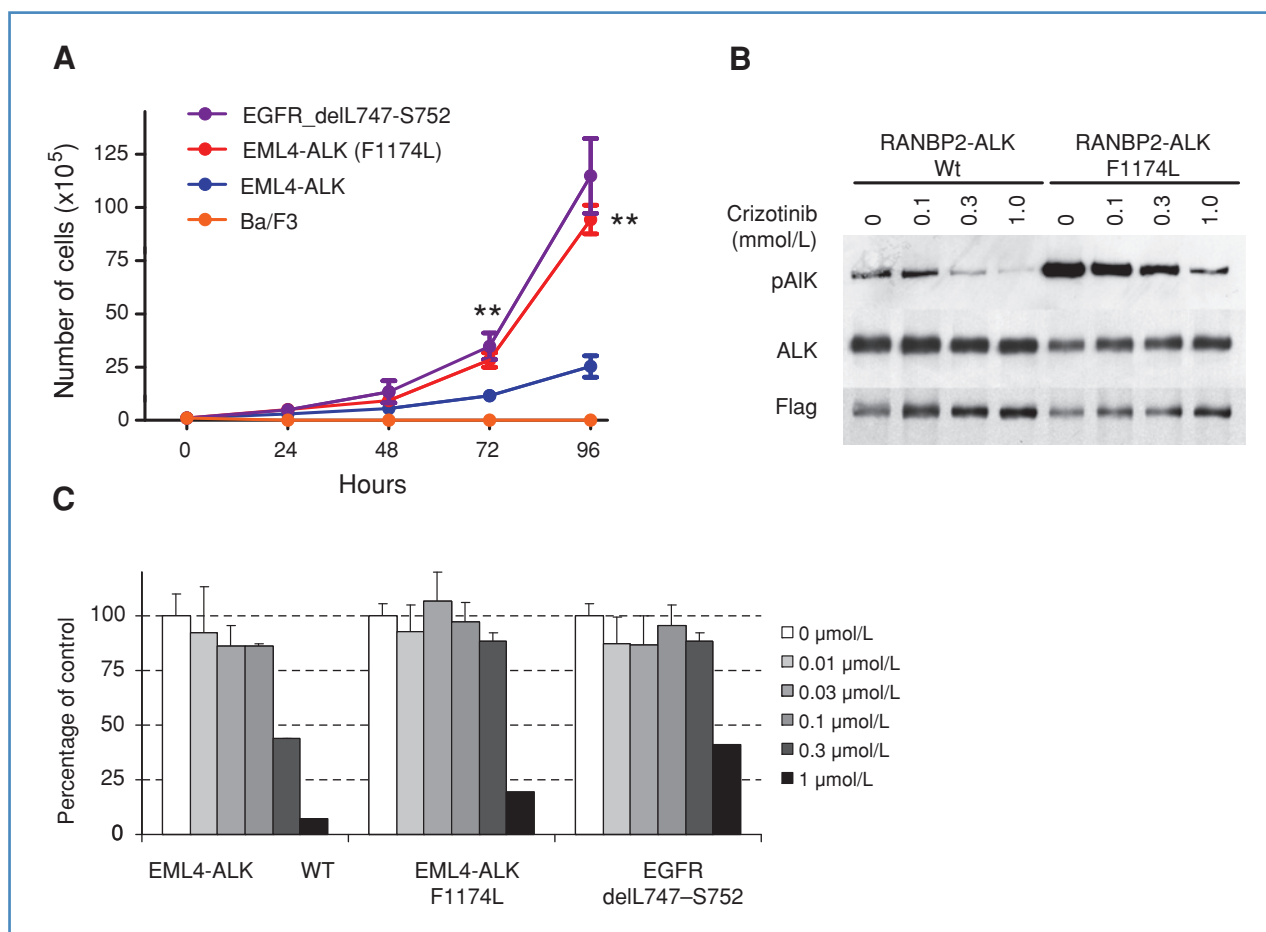 A
EGFR_delL747-S752
EML4-ALK (F1174L)
EML4-ALK
Ba/F3
Number of cells (x10⁵)
125
100
75
50
25
0
**
**
0 24 48 72 96
Hours
B
RANBP2-ALK RANBP2-ALK
Wt F1174L
Crizotinib
(mmol/L)
0 0.1 0.3 1.0 0 0.1 0.3 1.0
pAlK
ALK
Flag
C
Percentage of control
100
75
50
25
0
EML4-ALK WT EML4-ALK EGFR
F1174L delL747–S752
0 µmol/L
0.01 µmol/L
0.03 µmol/L
0.1 µmol/L
0.3 µmol/L
1 µmol/L